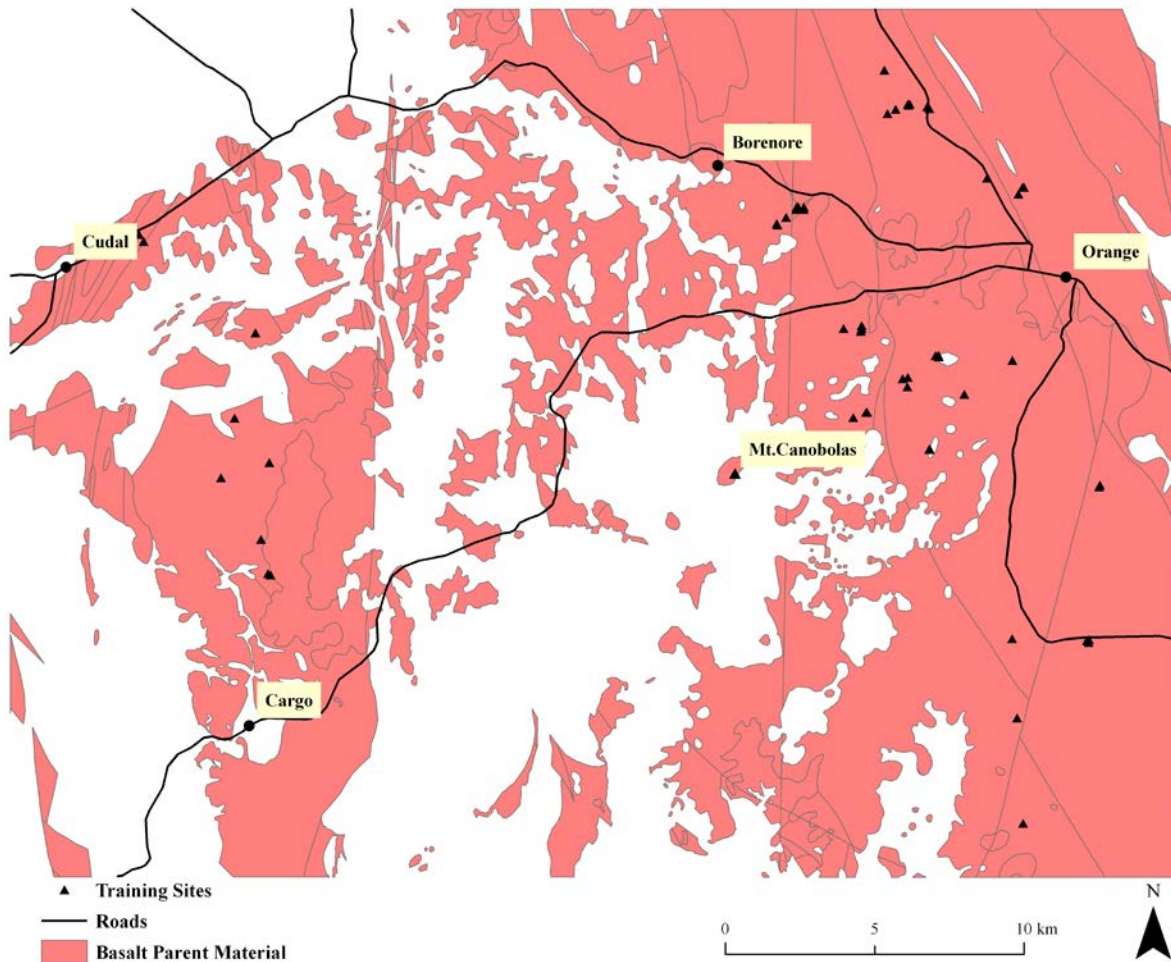 Borenore
Cudal
Orange
Mt.Canobolas
Cargo
Training Sites
Roads
Basalt Parent Material
0 5 10 km
N